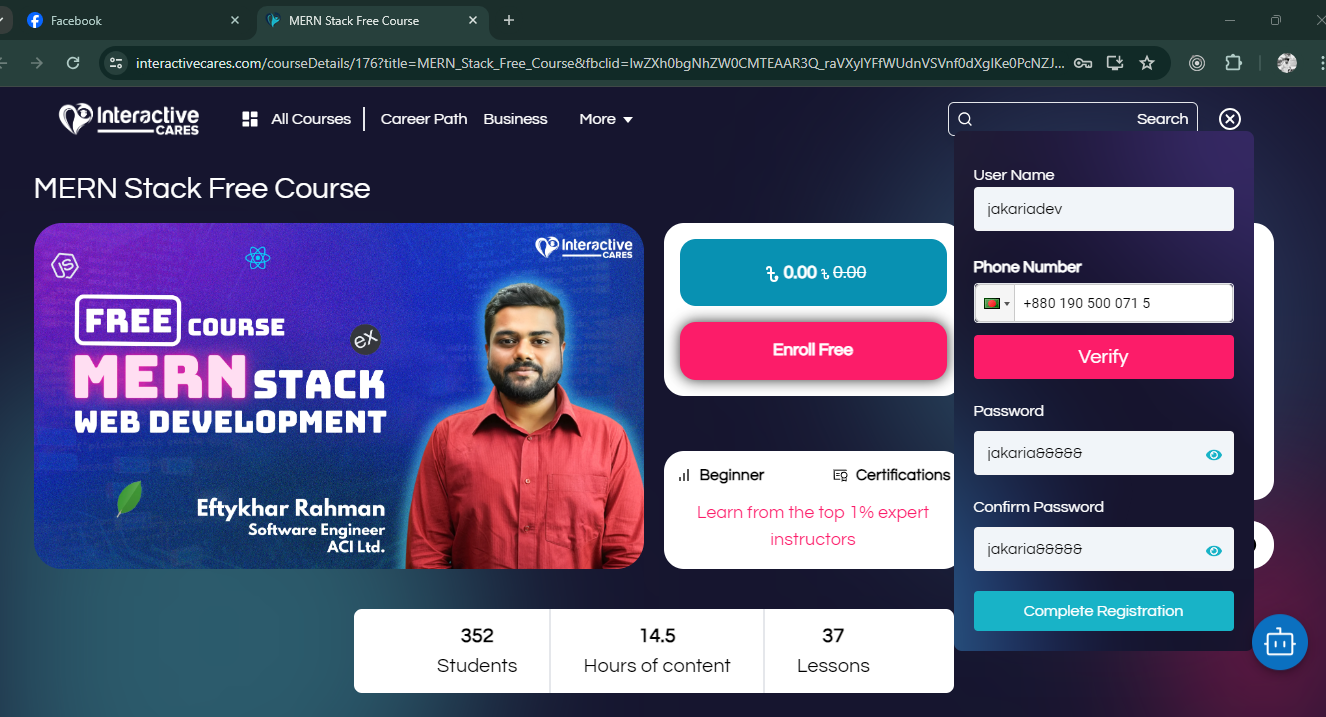 Facebook
MERN Stack Free Course
interactivecares.com/courseDetails/176?title=MERN_Stack_Free_Course&fbclid=IwZXh0bgNhZW0CMTEAAR3Q_raVXylYFfWUdnVSVnf0dXgIKe0PcNZJ...
Interactive
CARES
All Courses
Career Path
Business
More
Search
MERN Stack Free Course
JS
Interactive
CARES
FREE COURSE
ex
MERN STACK
WEB DEVELOPMENT
Eftykhar Rahman
Software Engineer
ACI Ltd.
৳ 0.00 ৳ 0.00
Enroll Free
Beginner
Certifications
Learn from the top 1% expert
instructors
352
Students
14.5
Hours of content
37
Lessons
User Name
jakariadev
Phone Number
+880 190 500 071 5
Verify
Password
jakaria&&&&&
Confirm Password
jakaria&&&&&
Complete Registration